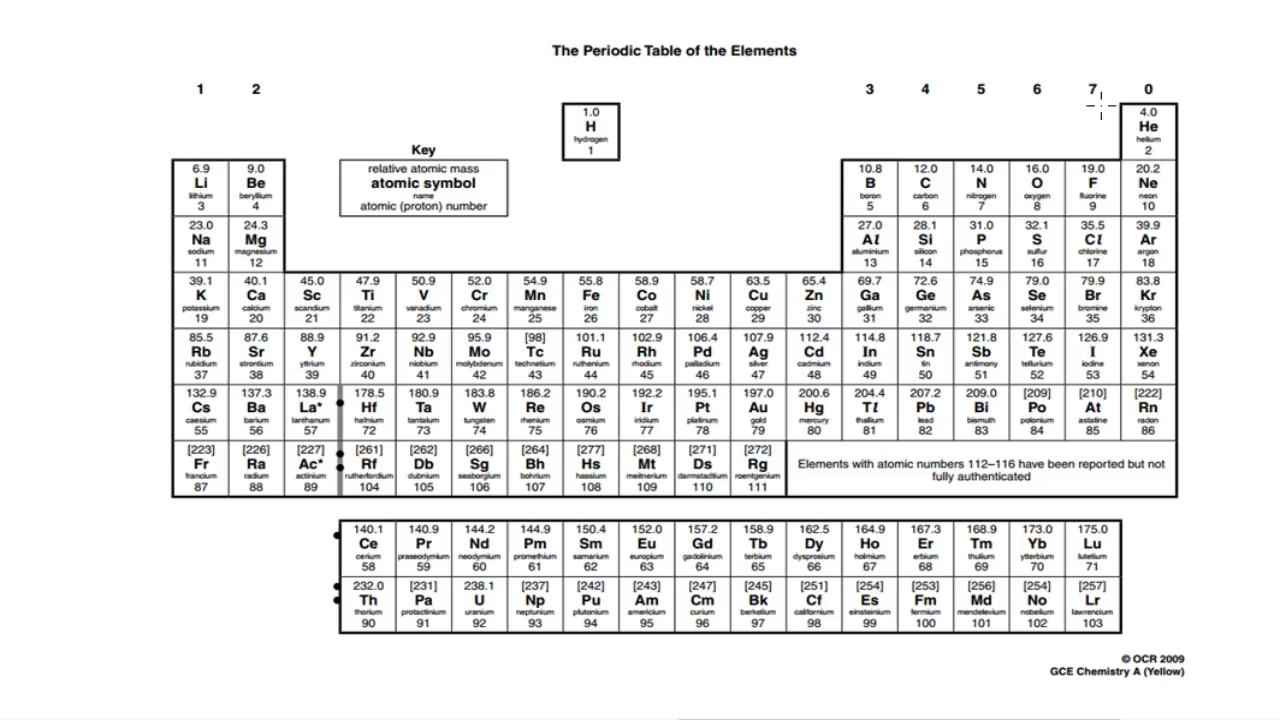 The Periodic Table of the Elements
1 2 3 4 5 6 7 0
1.0 4.0
H He
hydrogen helium
1 2
Key
6.9 9.0 relative atomic mass 10.8 12.0 14.0 16.0 19.0 20.2
Li Be atomic symbol B C N O F Ne
lithium beryllium name boron carbon nitrogen oxygen fluorine neon
3 4 atomic (proton) number 5 6 7 8 9 10
23.0 24.3 27.0 28.1 31.0 32.1 35.5 39.9
Na Mg Al Si P S Cl Ar
sodium magnesium aluminium silicon phosphorus sulfur chlorine argon
11 12 13 14 15 16 17 18
39.1 40.1 45.0 47.9 50.9 52.0 54.9 55.8 58.9 58.7 63.5 65.4 69.7 72.6 74.9 79.0 79.9 83.8
K Ca Sc Ti V Cr Mn Fe Co Ni Cu Zn Ga Ge As Se Br Kr
potassium calcium scandium titanium vanadium chromium manganese iron cobalt nickel copper zinc gallium germanium arsenic selenium bromine krypton
19 20 21 22 23 24 25 26 27 28 29 30 31 32 33 34 35 36
85.5 87.6 88.9 91.2 92.9 95.9 [98] 101.1 102.9 106.4 107.9 112.4 114.8 118.7 121.8 127.6 126.9 131.3
Rb Sr Y Zr Nb Mo Tc Ru Rh Pd Ag Cd In Sn Sb Te I Xe
rubidium strontium yttrium zirconium niobium molybdenum technetium ruthenium rhodium palladium silver cadmium indium tin antimony tellurium iodine xenon
37 38 39 40 41 42 43 44 45 46 47 48 49 50 51 52 53 54
132.9 137.3 138.9 178.5 180.9 183.8 186.2 190.2 192.2 195.1 197.0 200.6 204.4 207.2 209.0 [209] [210] [222]
Cs Ba La* Hf Ta W Re Os Ir Pt Au Hg Tl Pb Bi Po At Rn
caesium barium lanthanum hafnium tantalum tungsten rhenium osmium iridium platinum gold mercury thallium lead bismuth polonium astatine radon
55 56 57 72 73 74 75 76 77 78 79 80 81 82 83 84 85 86
[223] [226] [227] [261] [262] [266] [264] [277] [268] [271] [272]
Fr Ra Ac* Rf Db Sg Bh Hs Mt Ds Rg
francium radium actinium rutherfordium dubnium seaborgium bohrium hassium meitnerium darmstadtium roentgenium
87 88 89 104 105 106 107 108 109 110 111
Elements with atomic numbers 112–116 have been reported but not
fully authenticated
140.1 140.9 144.2 144.9 150.4 152.0 157.2 158.9 162.5 164.9 167.3 168.9 173.0 175.0
Ce Pr Nd Pm Sm Eu Gd Tb Dy Ho Er Tm Yb Lu
cerium praseodymium neodymium promethium samarium europium gadolinium terbium dysprosium holmium erbium thulium ytterbium lutetium
58 59 60 61 62 63 64 65 66 67 68 69 70 71
232.0 [231] 238.1 [237] [242] [243] [247] [245] [251] [254] [253] [256] [254] [257]
Th Pa U Np Pu Am Cm Bk Cf Es Fm Md No Lr
thorium protactinium uranium neptunium plutonium americium curium berkelium californium einsteinium fermium mendelevium nobelium lawrencium
90 91 92 93 94 95 96 97 98 99 100 101 102 103
© OCR 2009
GCE Chemistry A (Yellow)